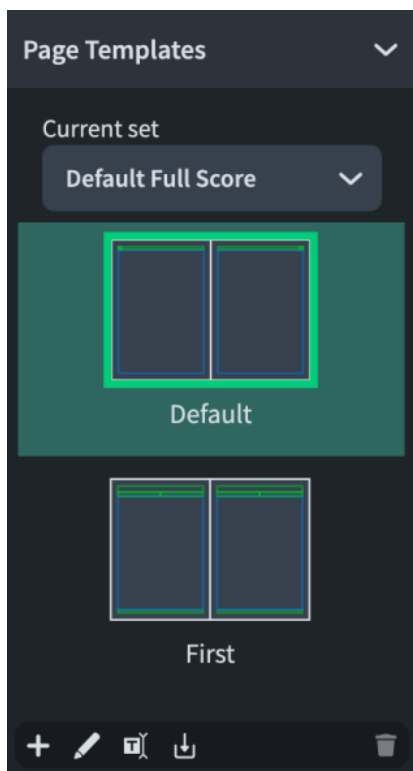 Page Templates
Current set
Default Full Score
Default
First